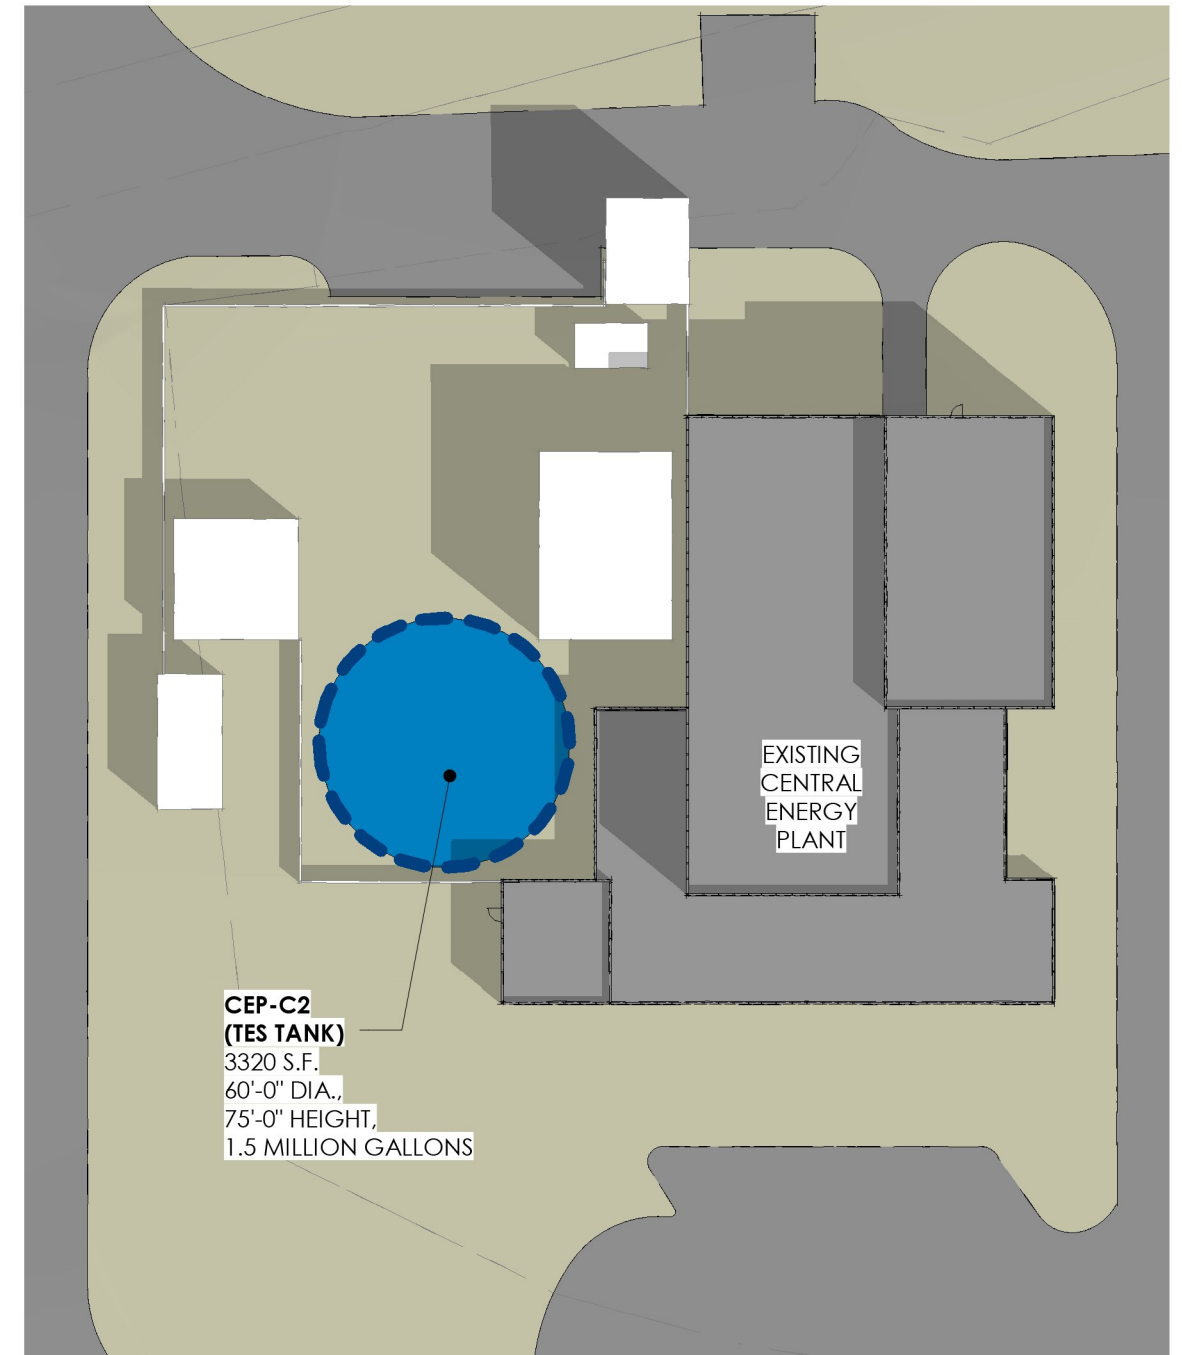 EXISTING
CENTRAL
ENERGY
PLANT
CEP-C2
(TES TANK)
3320 S.F.
60'-0" DIA.,
75'-0" HEIGHT,
1.5 MILLION GALLONS